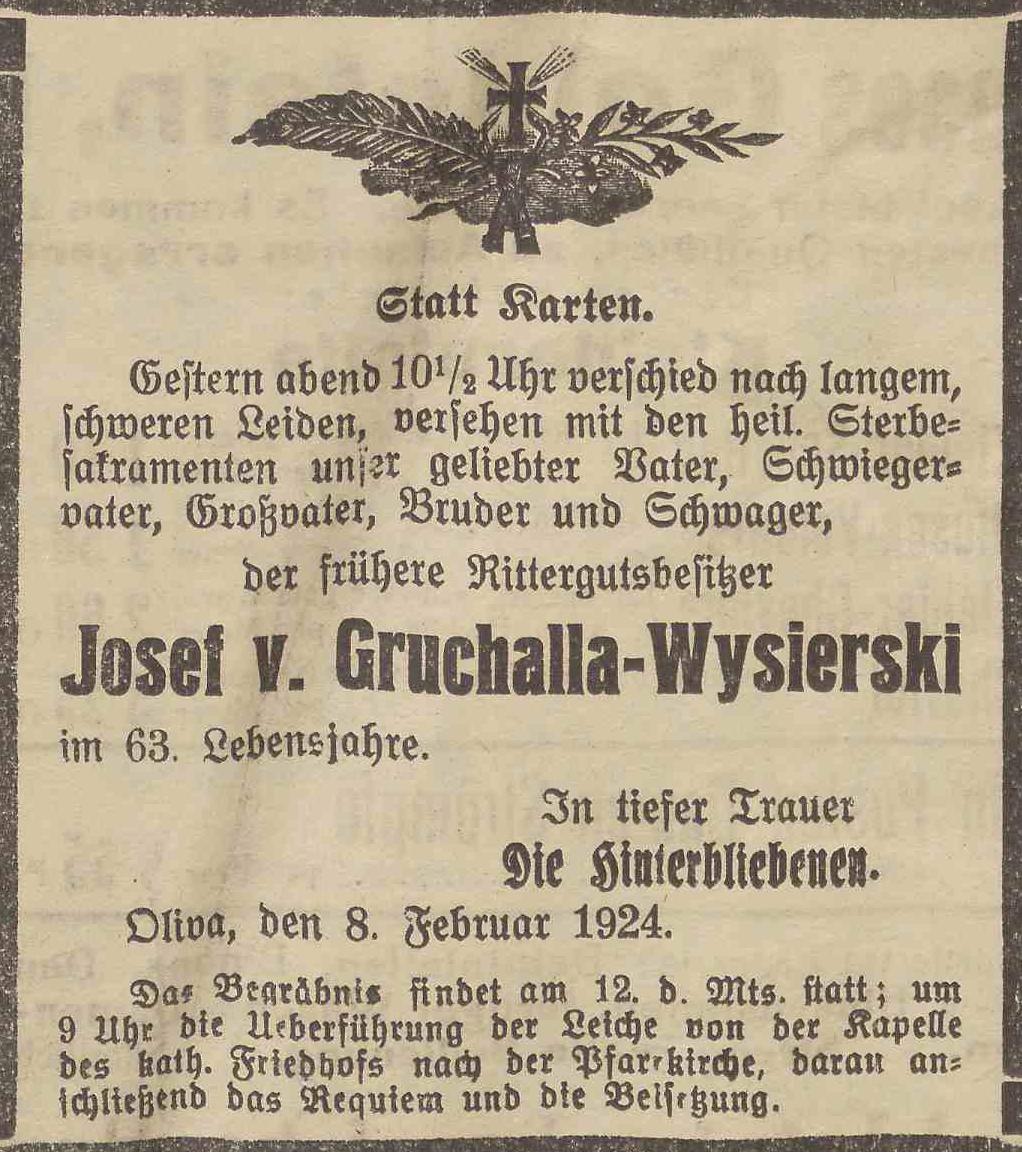 Statt Karten.
Gestern abend 10½ Uhr verschied nach langem,
schweren Leiden, versehen mit den heil. Sterbe-
sakramenten unser geliebter Vater, Schwieger-
vater, Großvater, Bruder und Schwager,
der frühere Rittergutsbesitzer
Josef v. Gruchalla-Wysierski
im 63. Lebensjahre.
In tiefer Trauer
Die Hinterbliebenen.
Oliva, den 8. Februar 1924.
Das Begräbnis findet am 12. d. Mts. statt; um
9 Uhr die Ueberführung der Leiche von der Kapelle
des kath. Friedhofs nach der Pfarrkirche, daran an-
schließend das Requiem und die Beisetzung.